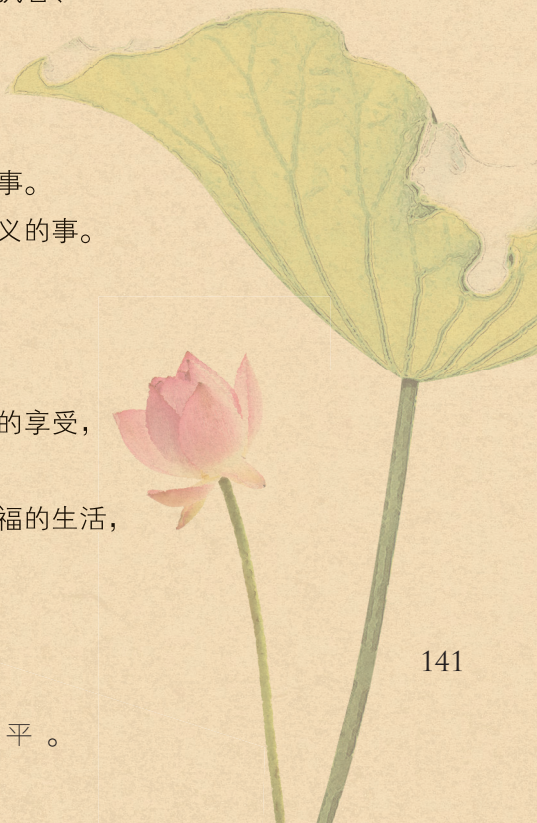 事。
义的事。
的享受，
福的生活，
141
平 。